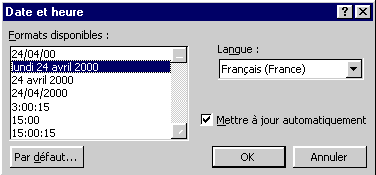 Date et heure
Formats disponibles :
24/04/00
lundi 24 avril 2000
24 avril 2000
24/04/2000
3:00:15
15:00
15:00:15
Langue :
Français (France)
Mettre à jour automatiquement
Par défaut...
OK
Annuler